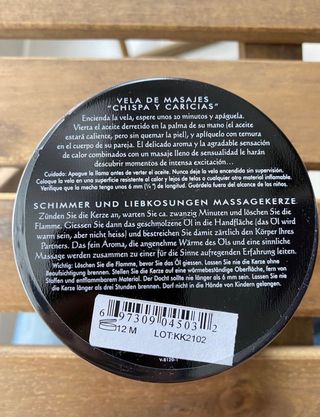 VELA DE MASAJES
"CHISPA Y CARICIAS"
Encienda la vela, espere unos 20 minutos y apáguela.
Vierta el aceite derretido en la palma de su mano (el aceite
estará caliente, pero sin quemar la piel), y aplíquelo con ternura
en el cuerpo de su pareja. El delicado aroma y la agradable sensación
de calor combinados con un masaje lleno de sensualidad le harán
descubrir momentos de intensa excitación…
Cuidado: Apague la llama antes de verter el aceite. Nunca deje la vela encendida sin supervisión.
Coloque la vela en una superficie resistente al calor y lejos de telas o cualquier otro material inflamable.
Verifique que la mecha tenga unos 6 mm (¼") de longitud. Guárdela fuera del alcance de los niños.
SCHIMMER UND LIEBKOSUNGEN MASSAGEKERZE
Zünden Sie die Kerze an, warten Sie ca. zwanzig Minuten und löschen Sie die
Flamme. Giessen Sie dann das geschmolzene Öl in die Handfläche (das Öl wird
warm sein, aber nicht heiss) und bestreichen Sie damit zärtlich den Körper Ihres
Partners. Das fein Aroma, die angenehme Wärme des Öls und eine sinnliche
Massage werden zusammen zu einer für die Sinne aufregenden Erfahrung leiten.
Wichtig: Löschen Sie die Flamme, bevor Sie das Öl giessen. Lassen Sie nie die Kerze ohne
Beaufsichtigung brennen. Stellen Sie die Kerze auf eine wärmebeständige Oberfläche, fern von
Stoffen und entflammbarem Material. Der Docht sollte ca 6 mm sein. Lassen Sie nie
die Kerze länger als drei Stunden brennen. Darf nicht in die Hände von Kindern gelangen.
6 97309 04503 2
12 M LOT:KK2102
V-8120-1